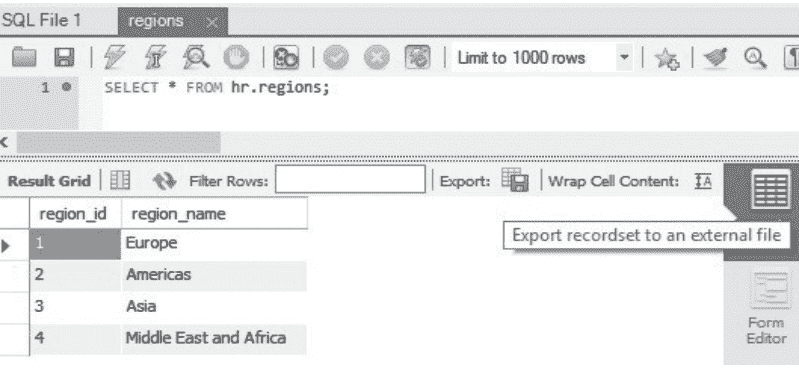 SQL File 1 regions
Limit to 1000 rows
1 SELECT * FROM hr.regions;
Result Grid Filter Rows: Export: Wrap Cell Content: IA
region_id region_name
Export recordset to an external file
1 Europe
2 Americas
3 Asia
4 Middle East and Africa
Form
Editor